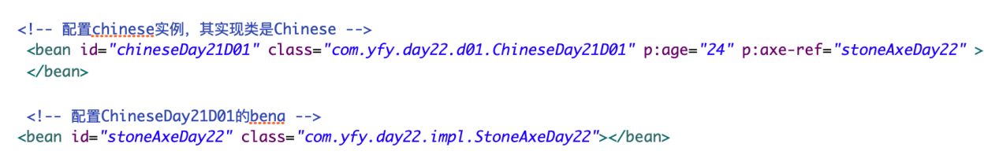 <!-- 配置chinese实例，其实现类是Chinese -->
<bean id="chineseDay21D01" class="com.yfy.day22.d01.ChineseDay21D01" p:age="24" p:axe-ref="stoneAxeDay22" >
</bean>
<!-- 配置ChineseDay21D01的bena -->
<bean id="stoneAxeDay22" class="com.yfy.day22.impl.StoneAxeDay22"></bean>